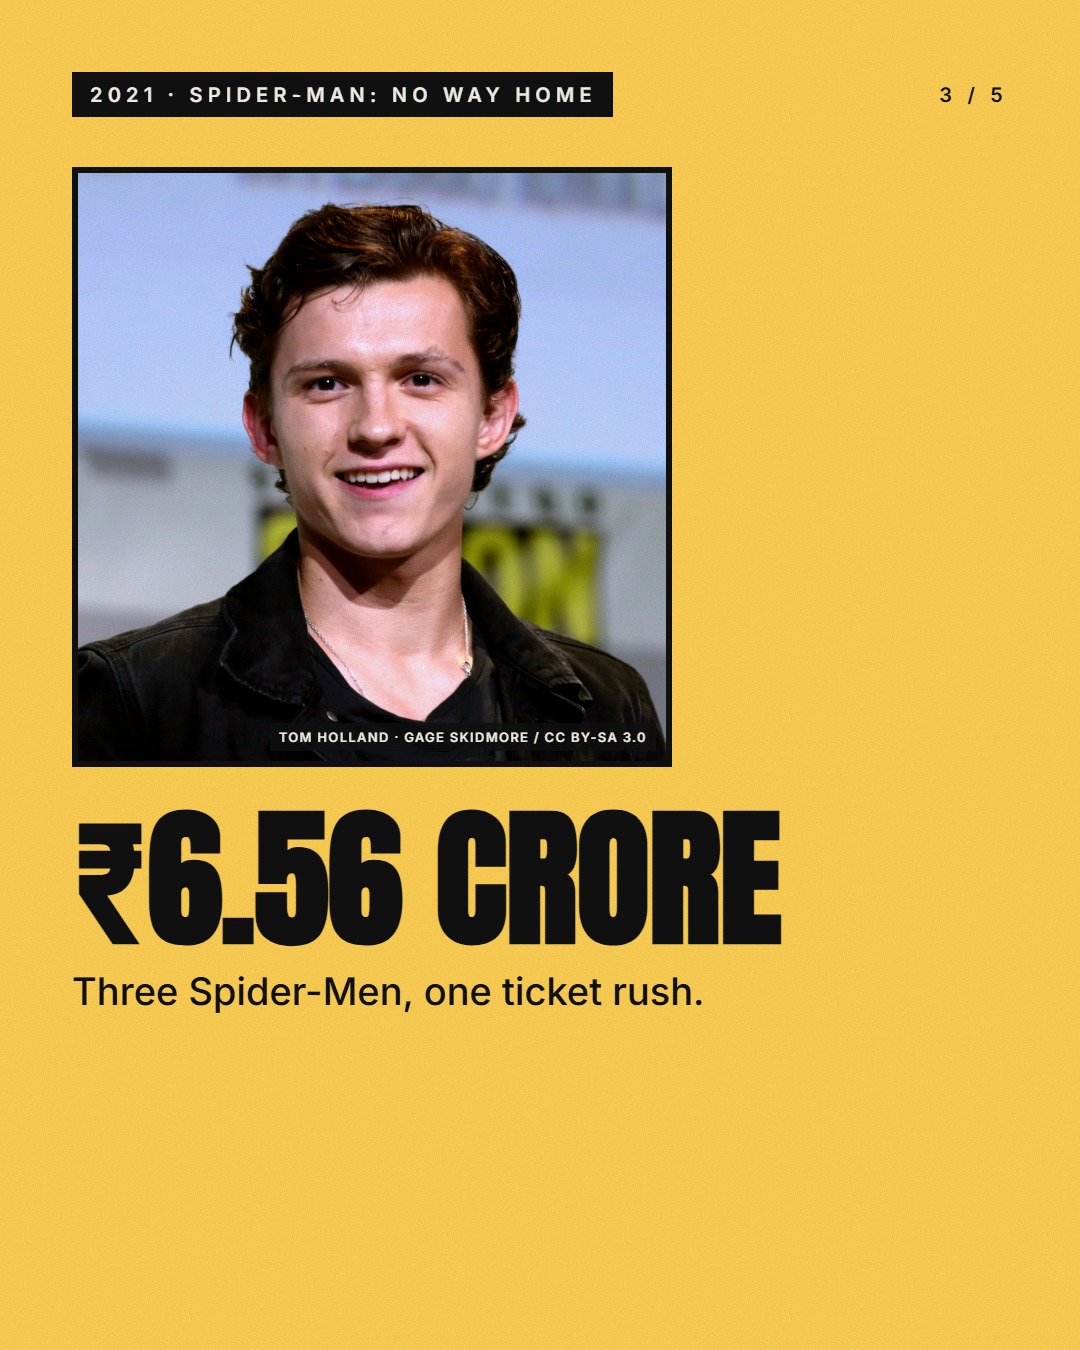 2021 · SPIDER-MAN: NO WAY HOME
3 / 5
TOM HOLLAND · GAGE SKIDMORE / CC BY-SA 3.0
₹6.56 CRORE
Three Spider-Men, one ticket rush.